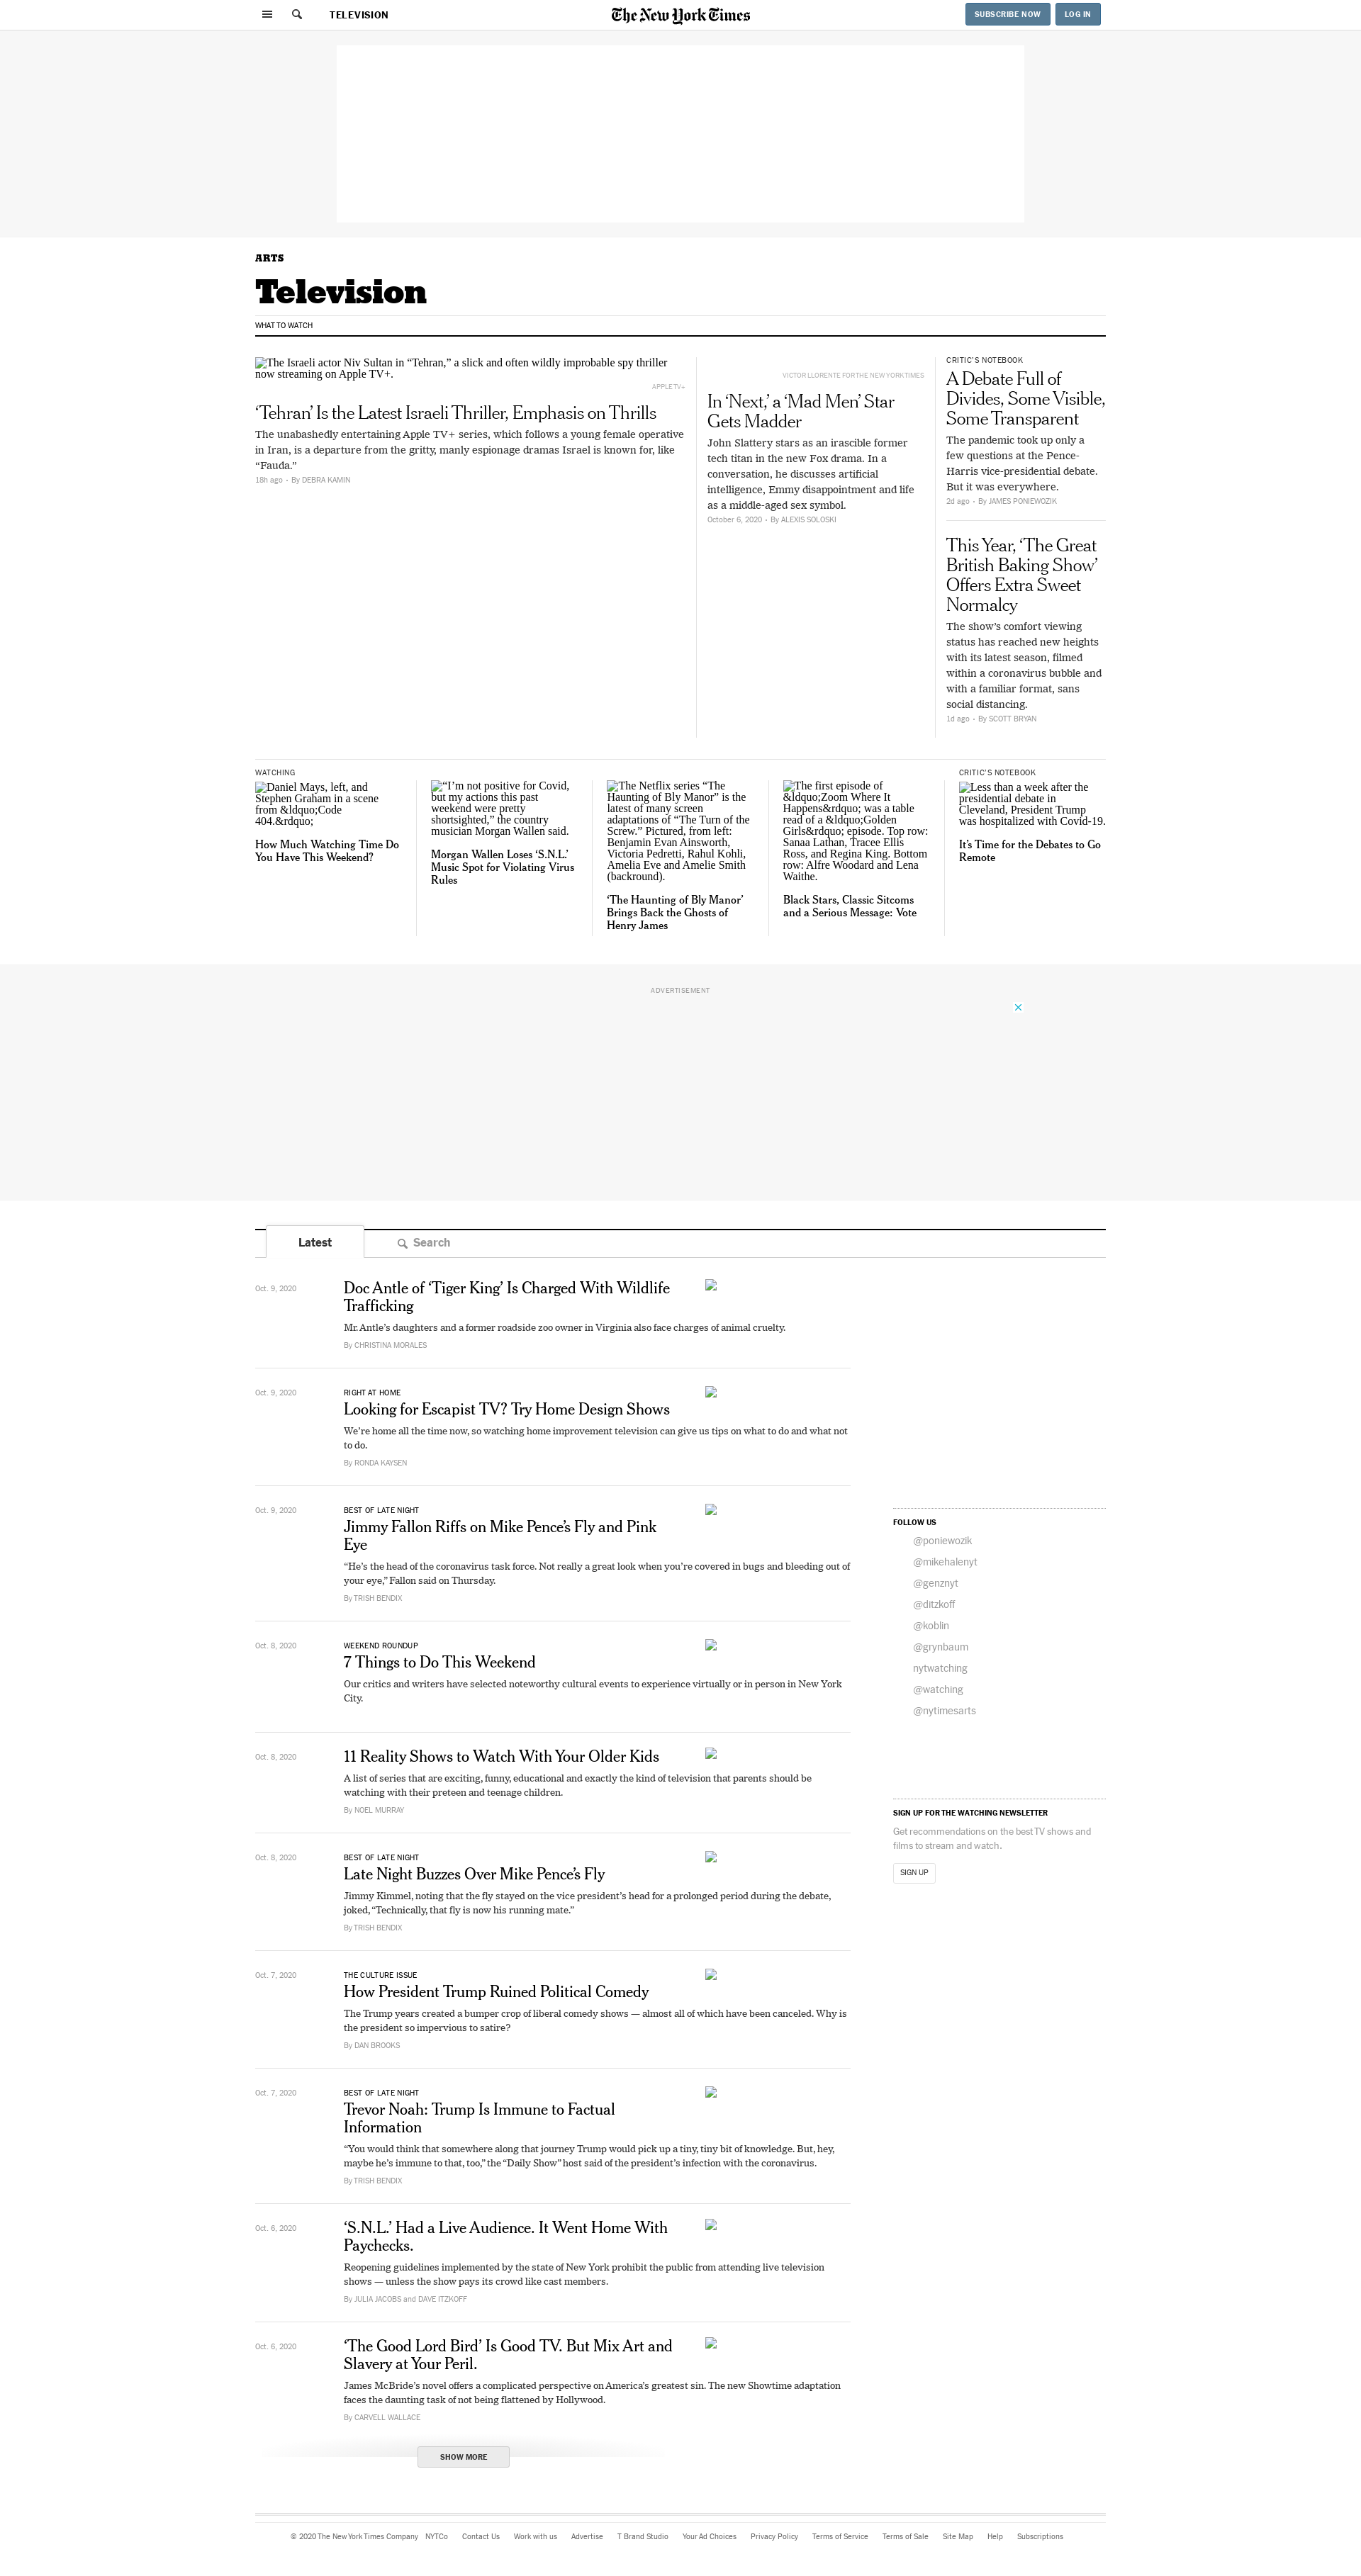 TELEVISION
The New York Times
SUBSCRIBE NOW
LOG IN
ARTS
Television
WHAT TO WATCH
The Israeli actor Niv Sultan in “Tehran,” a slick and often wildly improbable spy thriller
now streaming on Apple TV+.
APPLE TV+
‘Tehran’ Is the Latest Israeli Thriller, Emphasis on Thrills
The unabashedly entertaining Apple TV+ series, which follows a young female operative
in Iran, is a departure from the gritty, manly espionage dramas Israel is known for, like
“Fauda.”
18h ago • By DEBRA KAMIN
VICTOR LLORENTE FOR THE NEW YORK TIMES
In ‘Next,’ a ‘Mad Men’ Star
Gets Madder
John Slattery stars as an irascible former
tech titan in the new Fox drama. In a
conversation, he discusses artificial
intelligence, Emmy disappointment and life
as a middle-aged sex symbol.
October 6, 2020 • By ALEXIS SOLOSKI
CRITIC’S NOTEBOOK
A Debate Full of
Divides, Some Visible,
Some Transparent
The pandemic took up only a
few questions at the Pence-
Harris vice-presidential debate.
But it was everywhere.
2d ago • By JAMES PONIEWOZIK
This Year, ‘The Great
British Baking Show’
Offers Extra Sweet
Normalcy
The show’s comfort viewing
status has reached new heights
with its latest season, filmed
within a coronavirus bubble and
with a familiar format, sans
social distancing.
1d ago • By SCOTT BRYAN
WATCHING
Daniel Mays, left, and
Stephen Graham in a scene
from &ldquo;Code
404.&rdquo;
How Much Watching Time Do
You Have This Weekend?
“I’m not positive for Covid,
but my actions this past
weekend were pretty
shortsighted,” the country
musician Morgan Wallen said.
Morgan Wallen Loses ‘S.N.L.’
Music Spot for Violating Virus
Rules
The Netflix series “The
Haunting of Bly Manor” is the
latest of many screen
adaptations of “The Turn of the
Screw.” Pictured, from left:
Benjamin Evan Ainsworth,
Victoria Pedretti, Rahul Kohli,
Amelia Eve and Amelie Smith
(backround).
‘The Haunting of Bly Manor’
Brings Back the Ghosts of
Henry James
The first episode of
&ldquo;Zoom Where It
Happens&rdquo; was a table
read of a &ldquo;Golden
Girls&rdquo; episode. Top row:
Sanaa Lathan, Tracee Ellis
Ross, and Regina King. Bottom
row: Alfre Woodard and Lena
Waithe.
Black Stars, Classic Sitcoms
and a Serious Message: Vote
CRITIC’S NOTEBOOK
Less than a week after the
presidential debate in
Cleveland, President Trump
was hospitalized with Covid-19.
It’s Time for the Debates to Go
Remote
ADVERTISEMENT
Latest
Search
Oct. 9, 2020
Doc Antle of ‘Tiger King’ Is Charged With Wildlife
Trafficking
Mr. Antle’s daughters and a former roadside zoo owner in Virginia also face charges of animal cruelty.
By CHRISTINA MORALES
Oct. 9, 2020
RIGHT AT HOME
Looking for Escapist TV? Try Home Design Shows
We’re home all the time now, so watching home improvement television can give us tips on what to do and what not
to do.
By RONDA KAYSEN
Oct. 9, 2020
BEST OF LATE NIGHT
Jimmy Fallon Riffs on Mike Pence’s Fly and Pink
Eye
“He’s the head of the coronavirus task force. Not really a great look when you’re covered in bugs and bleeding out of
your eye,” Fallon said on Thursday.
By TRISH BENDIX
Oct. 8, 2020
WEEKEND ROUNDUP
7 Things to Do This Weekend
Our critics and writers have selected noteworthy cultural events to experience virtually or in person in New York
City.
Oct. 8, 2020
11 Reality Shows to Watch With Your Older Kids
A list of series that are exciting, funny, educational and exactly the kind of television that parents should be
watching with their preteen and teenage children.
By NOEL MURRAY
Oct. 8, 2020
BEST OF LATE NIGHT
Late Night Buzzes Over Mike Pence’s Fly
Jimmy Kimmel, noting that the fly stayed on the vice president’s head for a prolonged period during the debate,
joked, “Technically, that fly is now his running mate.”
By TRISH BENDIX
Oct. 7, 2020
THE CULTURE ISSUE
How President Trump Ruined Political Comedy
The Trump years created a bumper crop of liberal comedy shows — almost all of which have been canceled. Why is
the president so impervious to satire?
By DAN BROOKS
Oct. 7, 2020
BEST OF LATE NIGHT
Trevor Noah: Trump Is Immune to Factual
Information
“You would think that somewhere along that journey Trump would pick up a tiny, tiny bit of knowledge. But, hey,
maybe he’s immune to that, too,” the “Daily Show” host said of the president’s infection with the coronavirus.
By TRISH BENDIX
Oct. 6, 2020
‘S.N.L.’ Had a Live Audience. It Went Home With
Paychecks.
Reopening guidelines implemented by the state of New York prohibit the public from attending live television
shows — unless the show pays its crowd like cast members.
By JULIA JACOBS and DAVE ITZKOFF
Oct. 6, 2020
‘The Good Lord Bird’ Is Good TV. But Mix Art and
Slavery at Your Peril.
James McBride’s novel offers a complicated perspective on America’s greatest sin. The new Showtime adaptation
faces the daunting task of not being flattened by Hollywood.
By CARVELL WALLACE
SHOW MORE
FOLLOW US
@poniewozik
@mikehalenyt
@genznyt
@ditzkoff
@koblin
@grynbaum
nytwatching
@watching
@nytimesarts
SIGN UP FOR THE WATCHING NEWSLETTER
Get recommendations on the best TV shows and
films to stream and watch.
SIGN UP
© 2020 The New York Times Company NYTCo Contact Us Work with us Advertise T Brand Studio Your Ad Choices Privacy Policy Terms of Service Terms of Sale Site Map Help Subscriptions